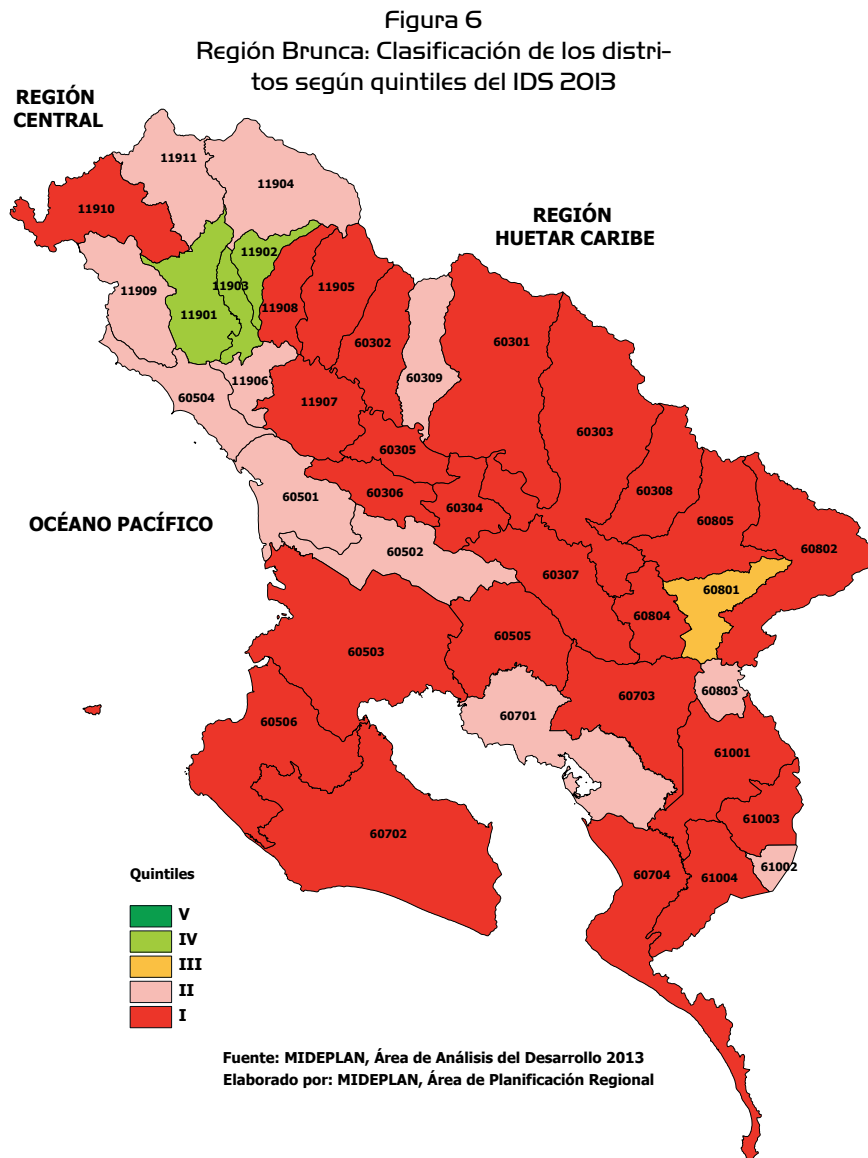 Figura 6
Región Brunca: Clasificación de los distri-
tos según quintiles del IDS 2013
REGIÓN
CENTRAL
11911
11904
11910
REGIÓN
HUETAR CARIBE
11902
11909
11903
11905
11901
11908
60302
60301
60309
11906
60504
11907
60303
60305
60501
60306
60308
60304
60805
OCÉANO PACÍFICO
60502
60802
60307
60801
60804
60503
60505
60703
60803
60701
60506
61001
60702
61003
60704
61004
61002
Quintiles
V
IV
III
II
I
Fuente: MIDEPLAN, Área de Análisis del Desarrollo 2013
Elaborado por: MIDEPLAN, Área de Planificación Regional